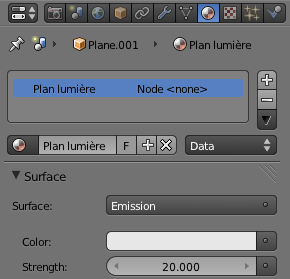 Plane.001 Plan lumière
Plan lumière Node <none>
Plan lumière F Data
Surface
Surface: Emission
Color:
Strength: 20.000